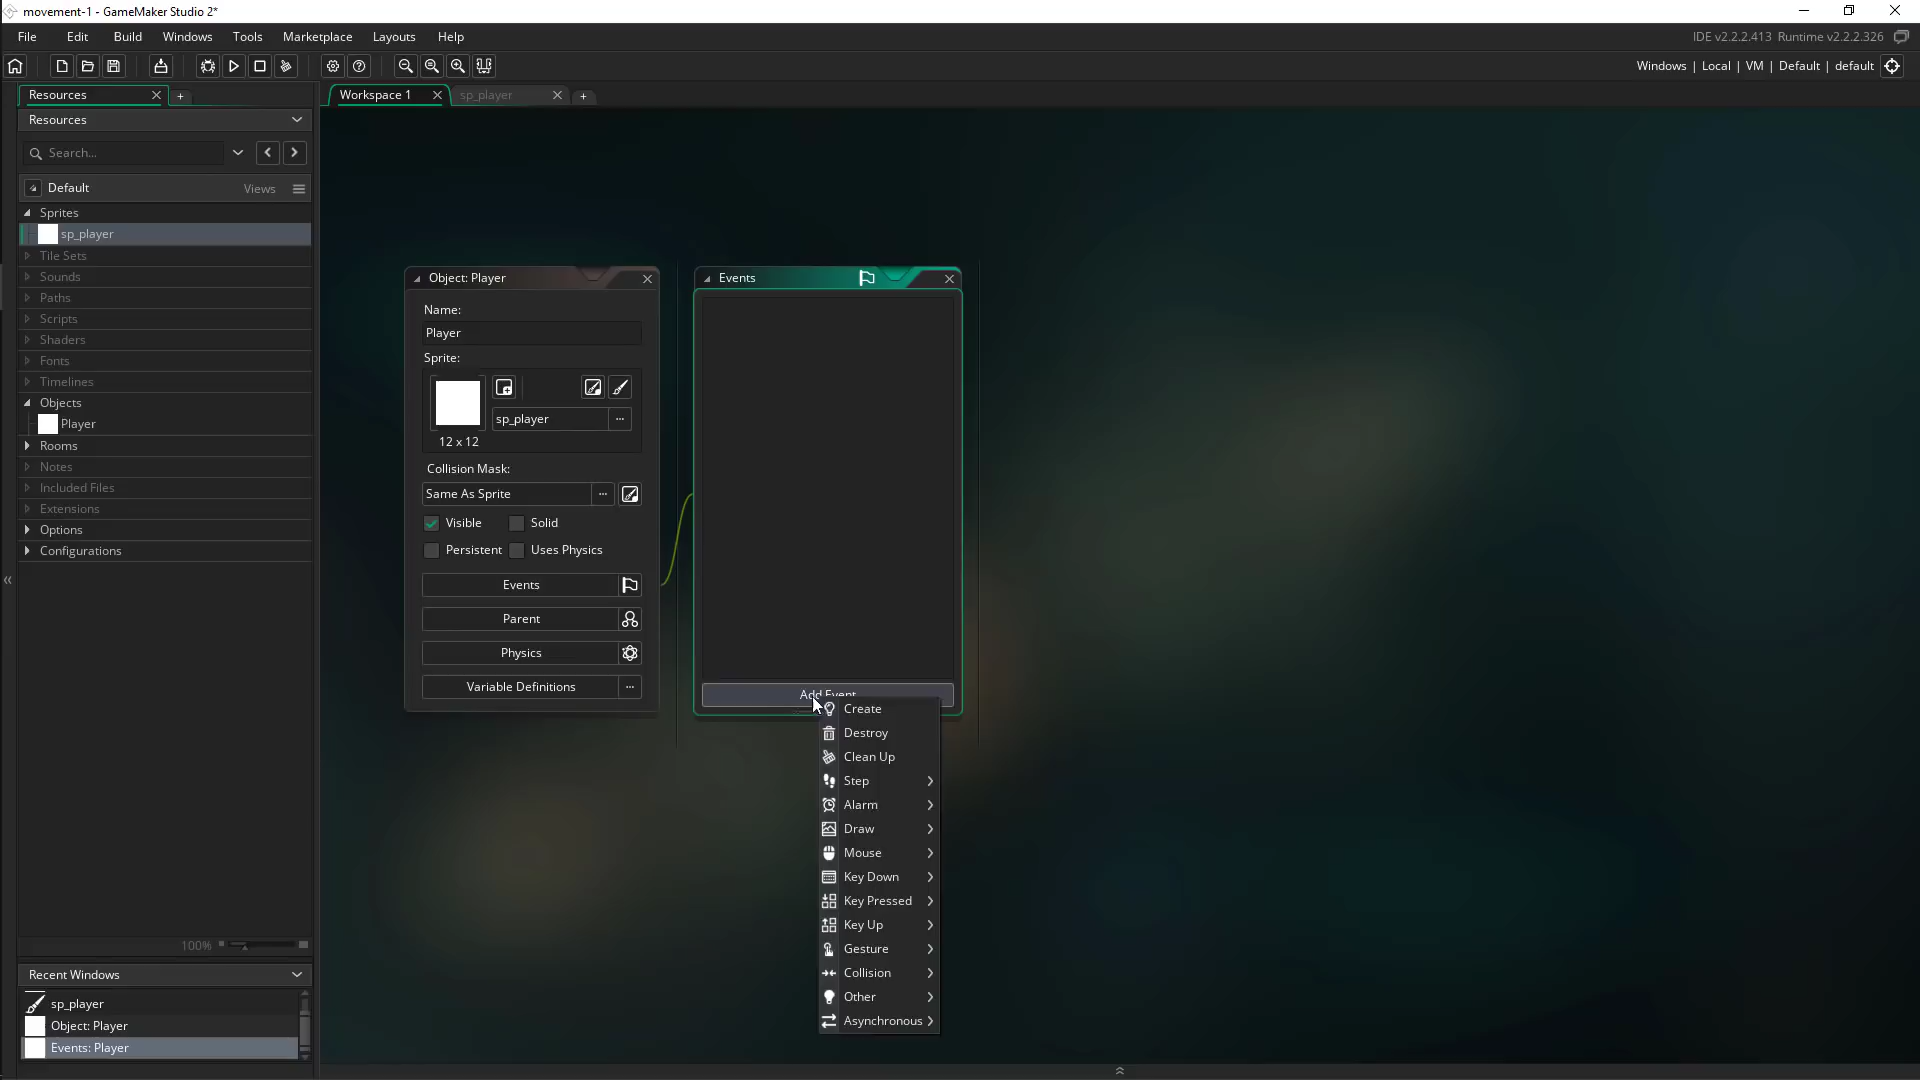 movement-1 - GameMaker Studio 2*
File Edit Build Windows Tools Marketplace Layouts Help
IDE v2.2.2.413 Runtime v2.2.2.326
Windows | Local | VM | Default | default
Resources
Workspace 1
sp_player
Resources
Search...
Default
Views
Sprites
sp_player
Tile Sets
Sounds
Paths
Scripts
Shaders
Fonts
Timelines
Objects
Player
Rooms
Notes
Included Files
Extensions
Options
Configurations
100%
Recent Windows
sp_player
Object: Player
Events: Player
Object: Player
Name:
Player
Sprite:
sp_player
12 x 12
Collision Mask:
Same As Sprite
Visible
Solid
Persistent
Uses Physics
Events
Parent
Physics
Variable Definitions
Events
Add Event
Create
Destroy
Clean Up
Step
Alarm
Draw
Mouse
Key Down
Key Pressed
Key Up
Gesture
Collision
Other
Asynchronous